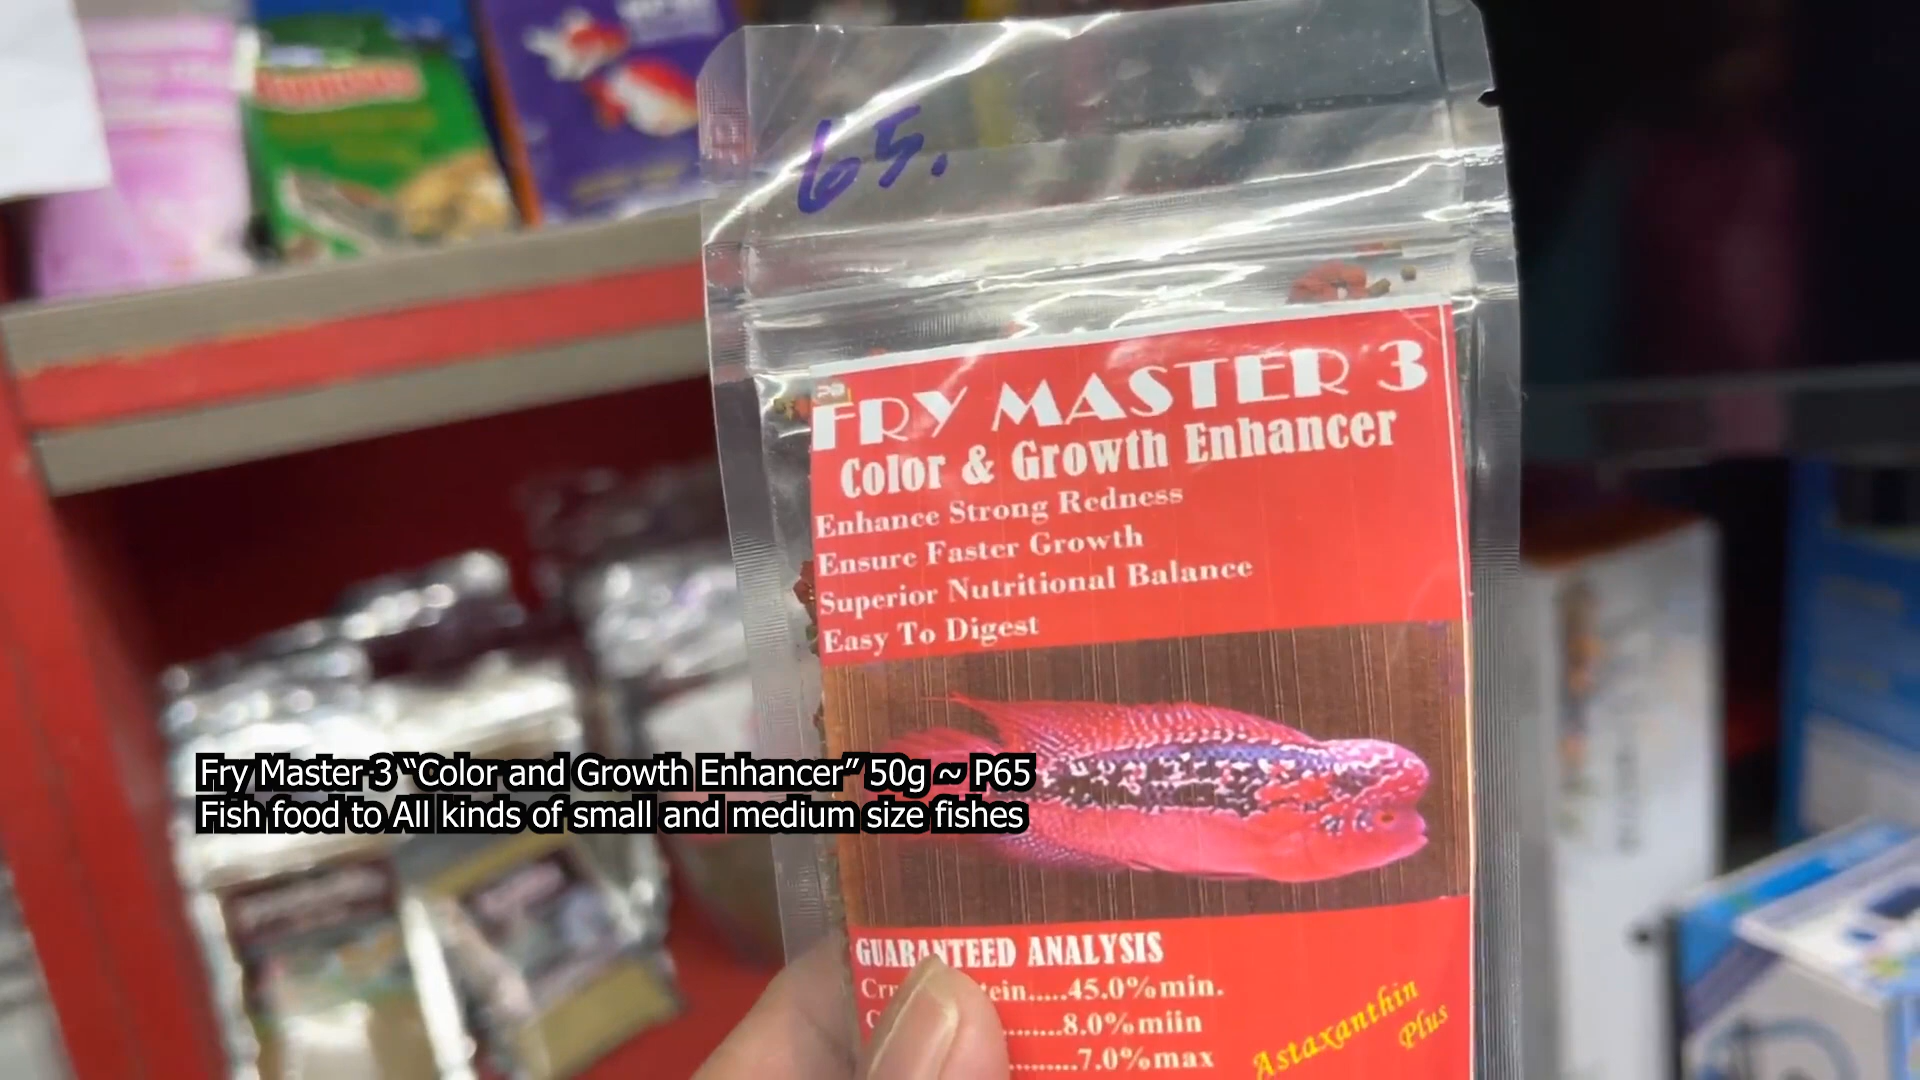 65.
FRY MASTER 3
Color & Growth Enhancer
Enhance Strong Redness
Ensure Faster Growth
Superior Nutritional Balance
Easy To Digest
Fry Master 3 “Color and Growth Enhancer” 50g ~ P65
Fish food to All kinds of small and medium size fishes
GUARANTEED ANALYSIS
.....45.0%min.
........8.0%miin
.........7.0%max
Astaxanthin
Plus